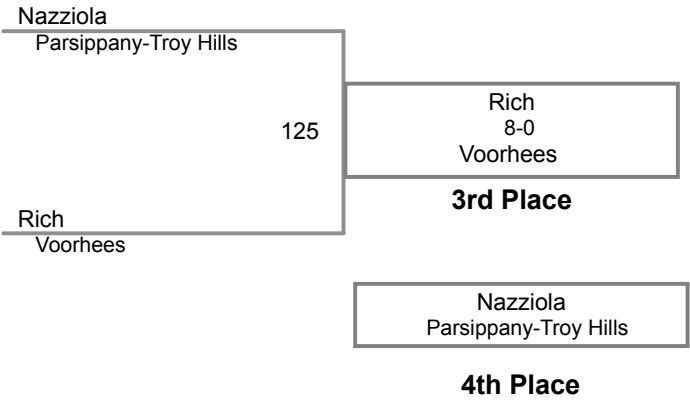 Nazziola
Parsippany-Troy Hills
125
Rich
8-0
Voorhees
3rd Place
Rich
Voorhees
Nazziola
Parsippany-Troy Hills
4th Place